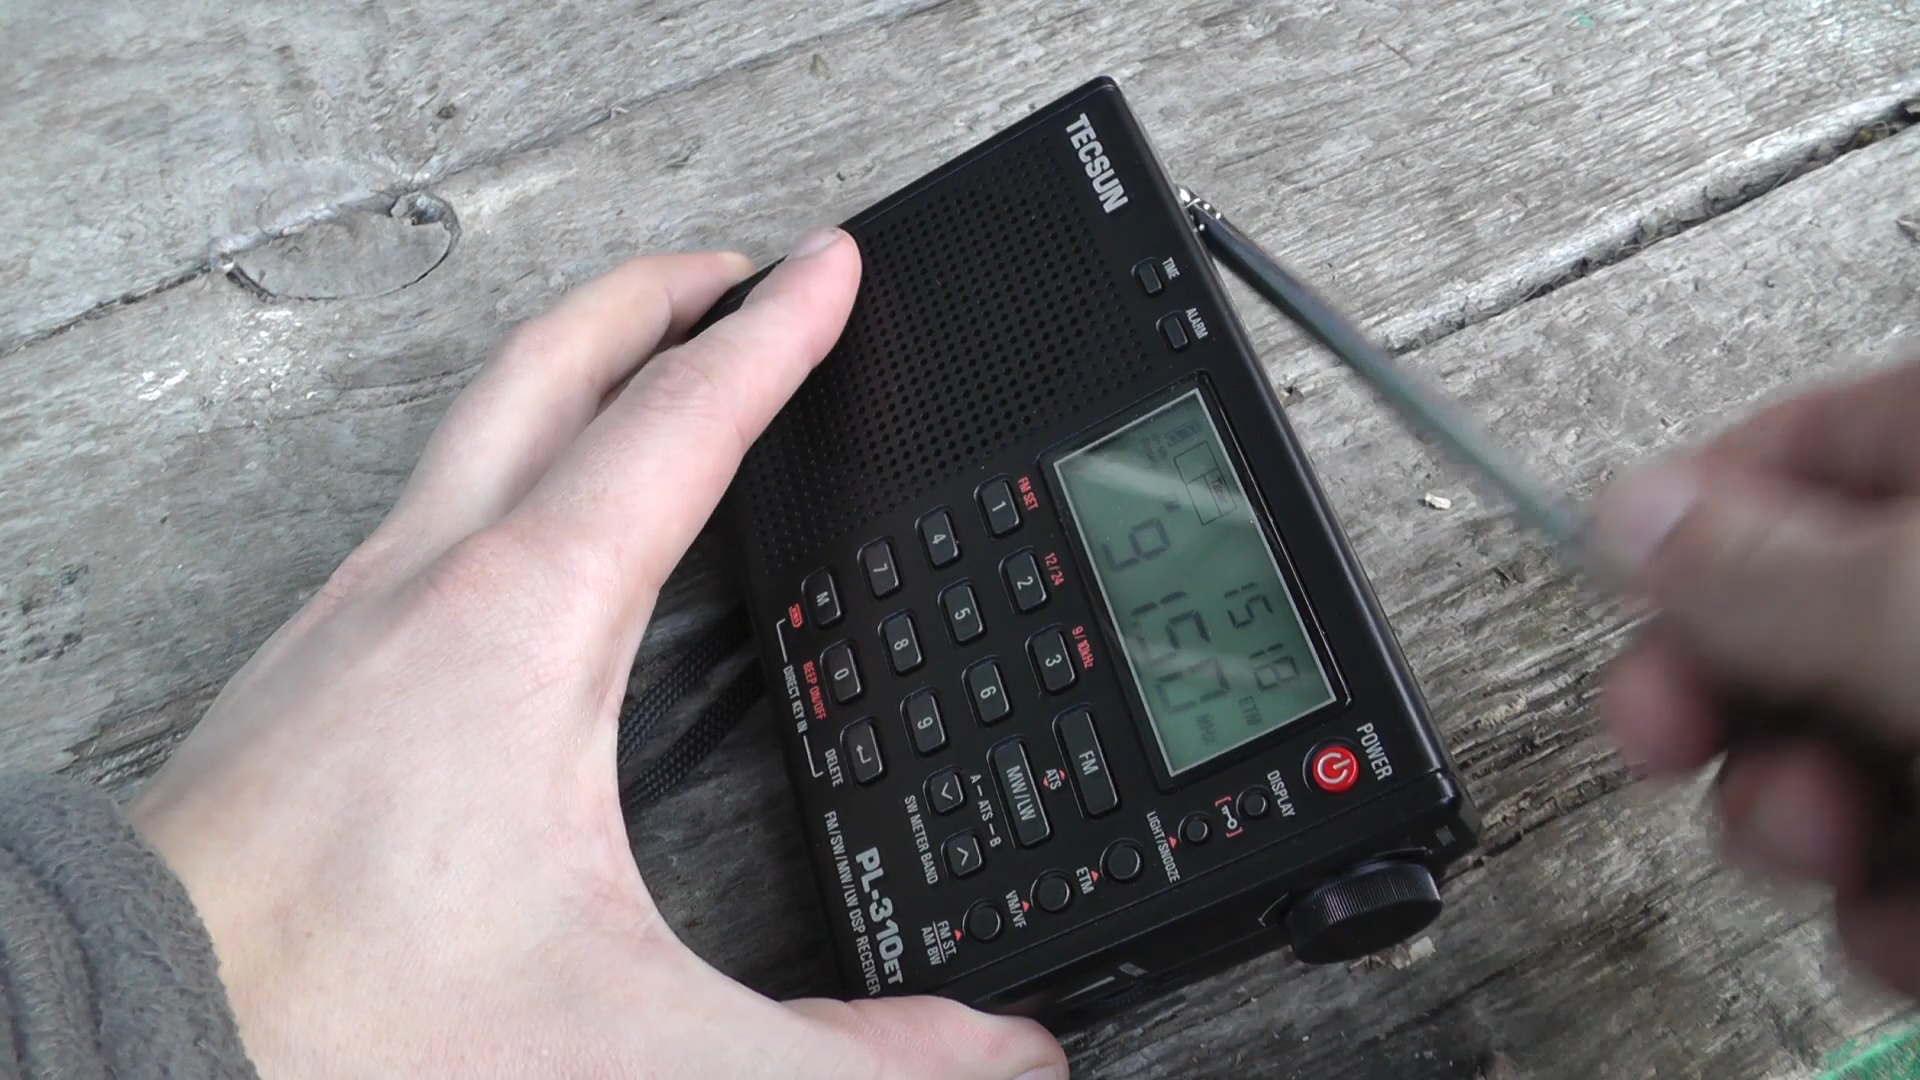 TECSUN
TIME
ALARM
15 18
ETM
MHz
POWER
DISPLAY
LIGHT/SNOOZE
FM SET
12/24
9/10kHz
1
2
3
FM
4
5
6
MW/LW
ATS
ETM
7
8
9
A–ATS–B
VM/VF
M
0
BEEP ON/OFF
DIRECT KEY IN
DELETE
SW METER BAND
FM ST.
AM BW
PL-310ET
FM/SW/MW/LW DSP RECEIVER